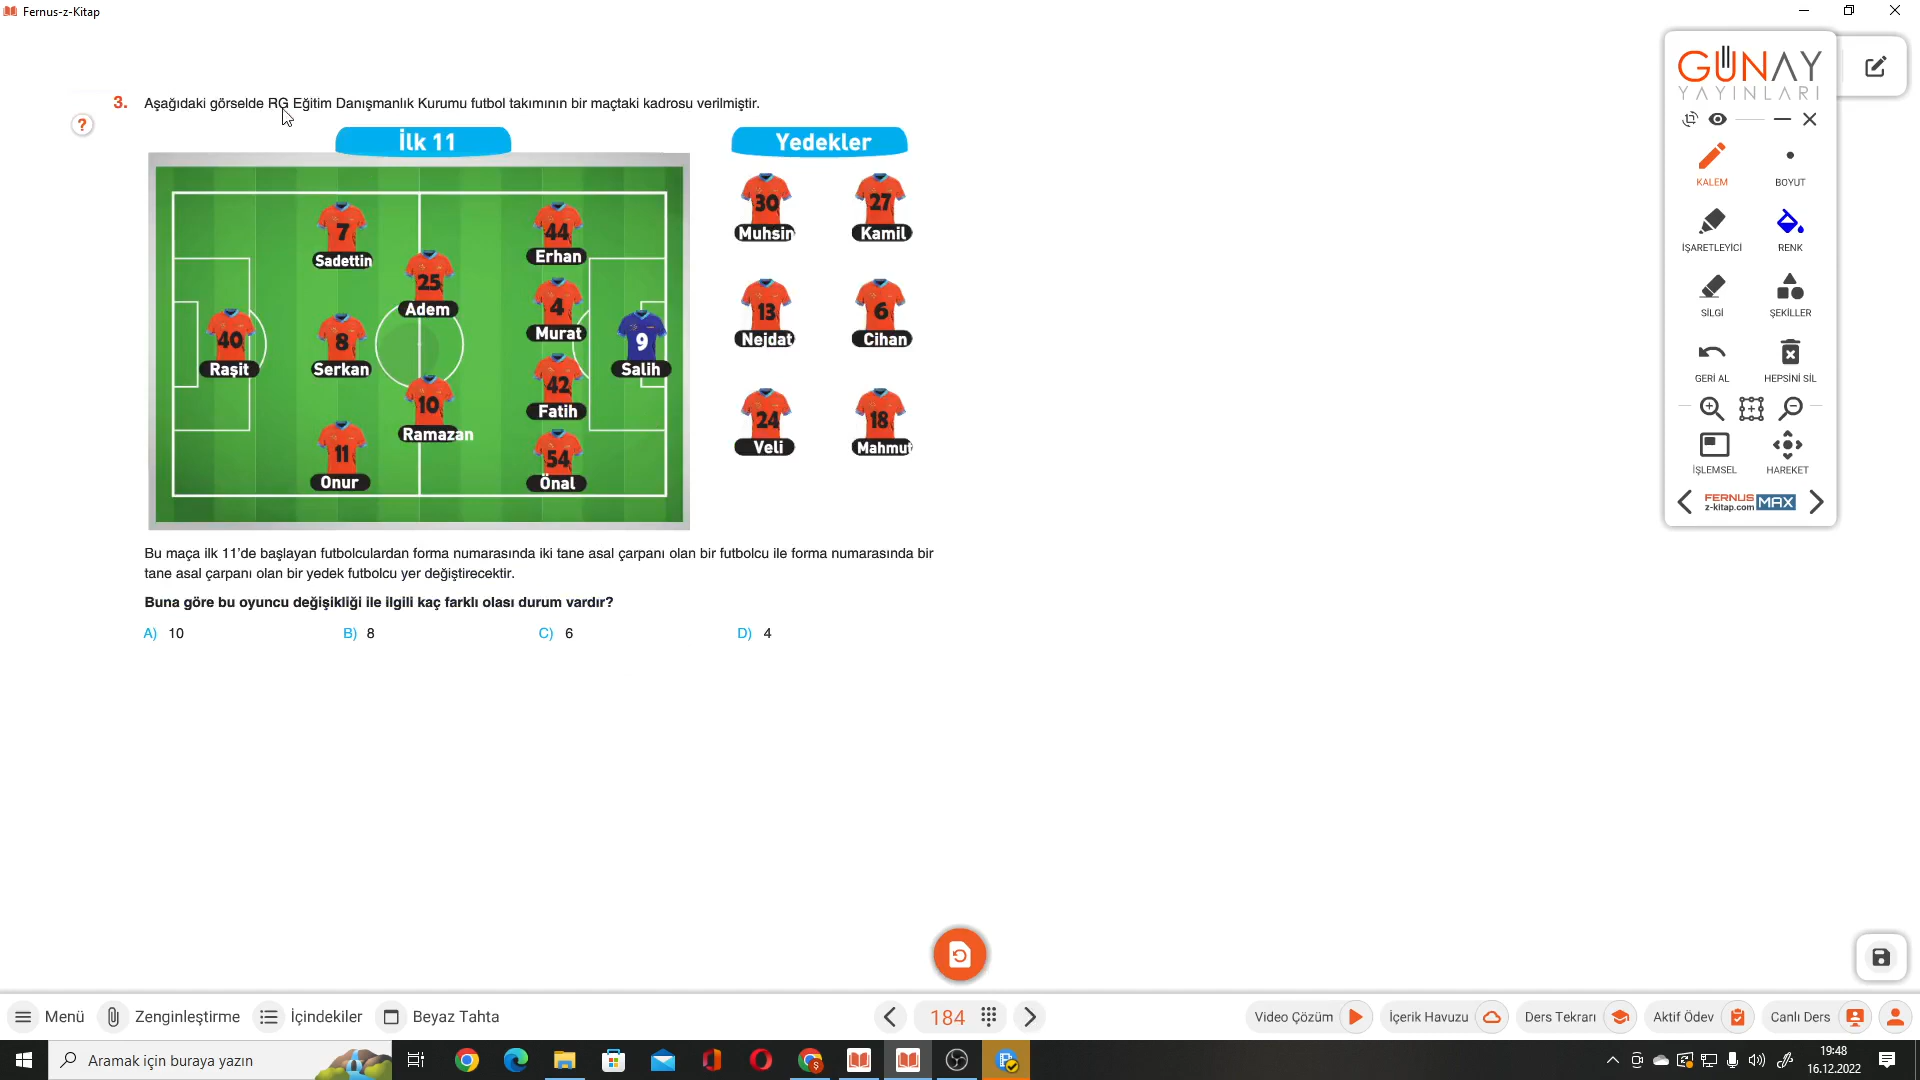 Fernus-z-Kitap
GÜNAY
YAYINLARI
3. Aşağıdaki görselde RG Eğitim Danışmanlık Kurumu futbol takımının bir maçtaki kadrosu verilmiştir.
?
İlk 11
Yedekler
7
Sadettin
44
Erhan
25
Adem
4
Murat
40
Raşit
8
Serkan
9
Salih
42
Fatih
10
Ramazan
11
Onur
54
Önal
30
Muhsin
27
Kamil
13
Nejdat
6
Cihan
24
Veli
18
Mahmut
Bu maça ilk 11'de başlayan futbolculardan forma numarasında iki tane asal çarpanı olan bir futbolcu ile forma numarasında bir
tane asal çarpanı olan bir yedek futbolcu yer değiştirecektir.
Buna göre bu oyuncu değişikliği ile ilgili kaç farklı olası durum vardır?
A) 10 B) 8 C) 6 D) 4
KALEM BOYUT
İŞARETLEYİCİ RENK
SİLGİ ŞEKİLLER
GERİ AL HEPSİNİ SİL
İŞLEMSEL HAREKET
FERNUS
z-kitap.com MAX
Menü Zenginleştirme İçindekiler Beyaz Tahta 184 Video Çözüm İçerik Havuzu Ders Tekrarı Aktif Ödev Canlı Ders
Aramak için buraya yazın
19:48
16.12.2022